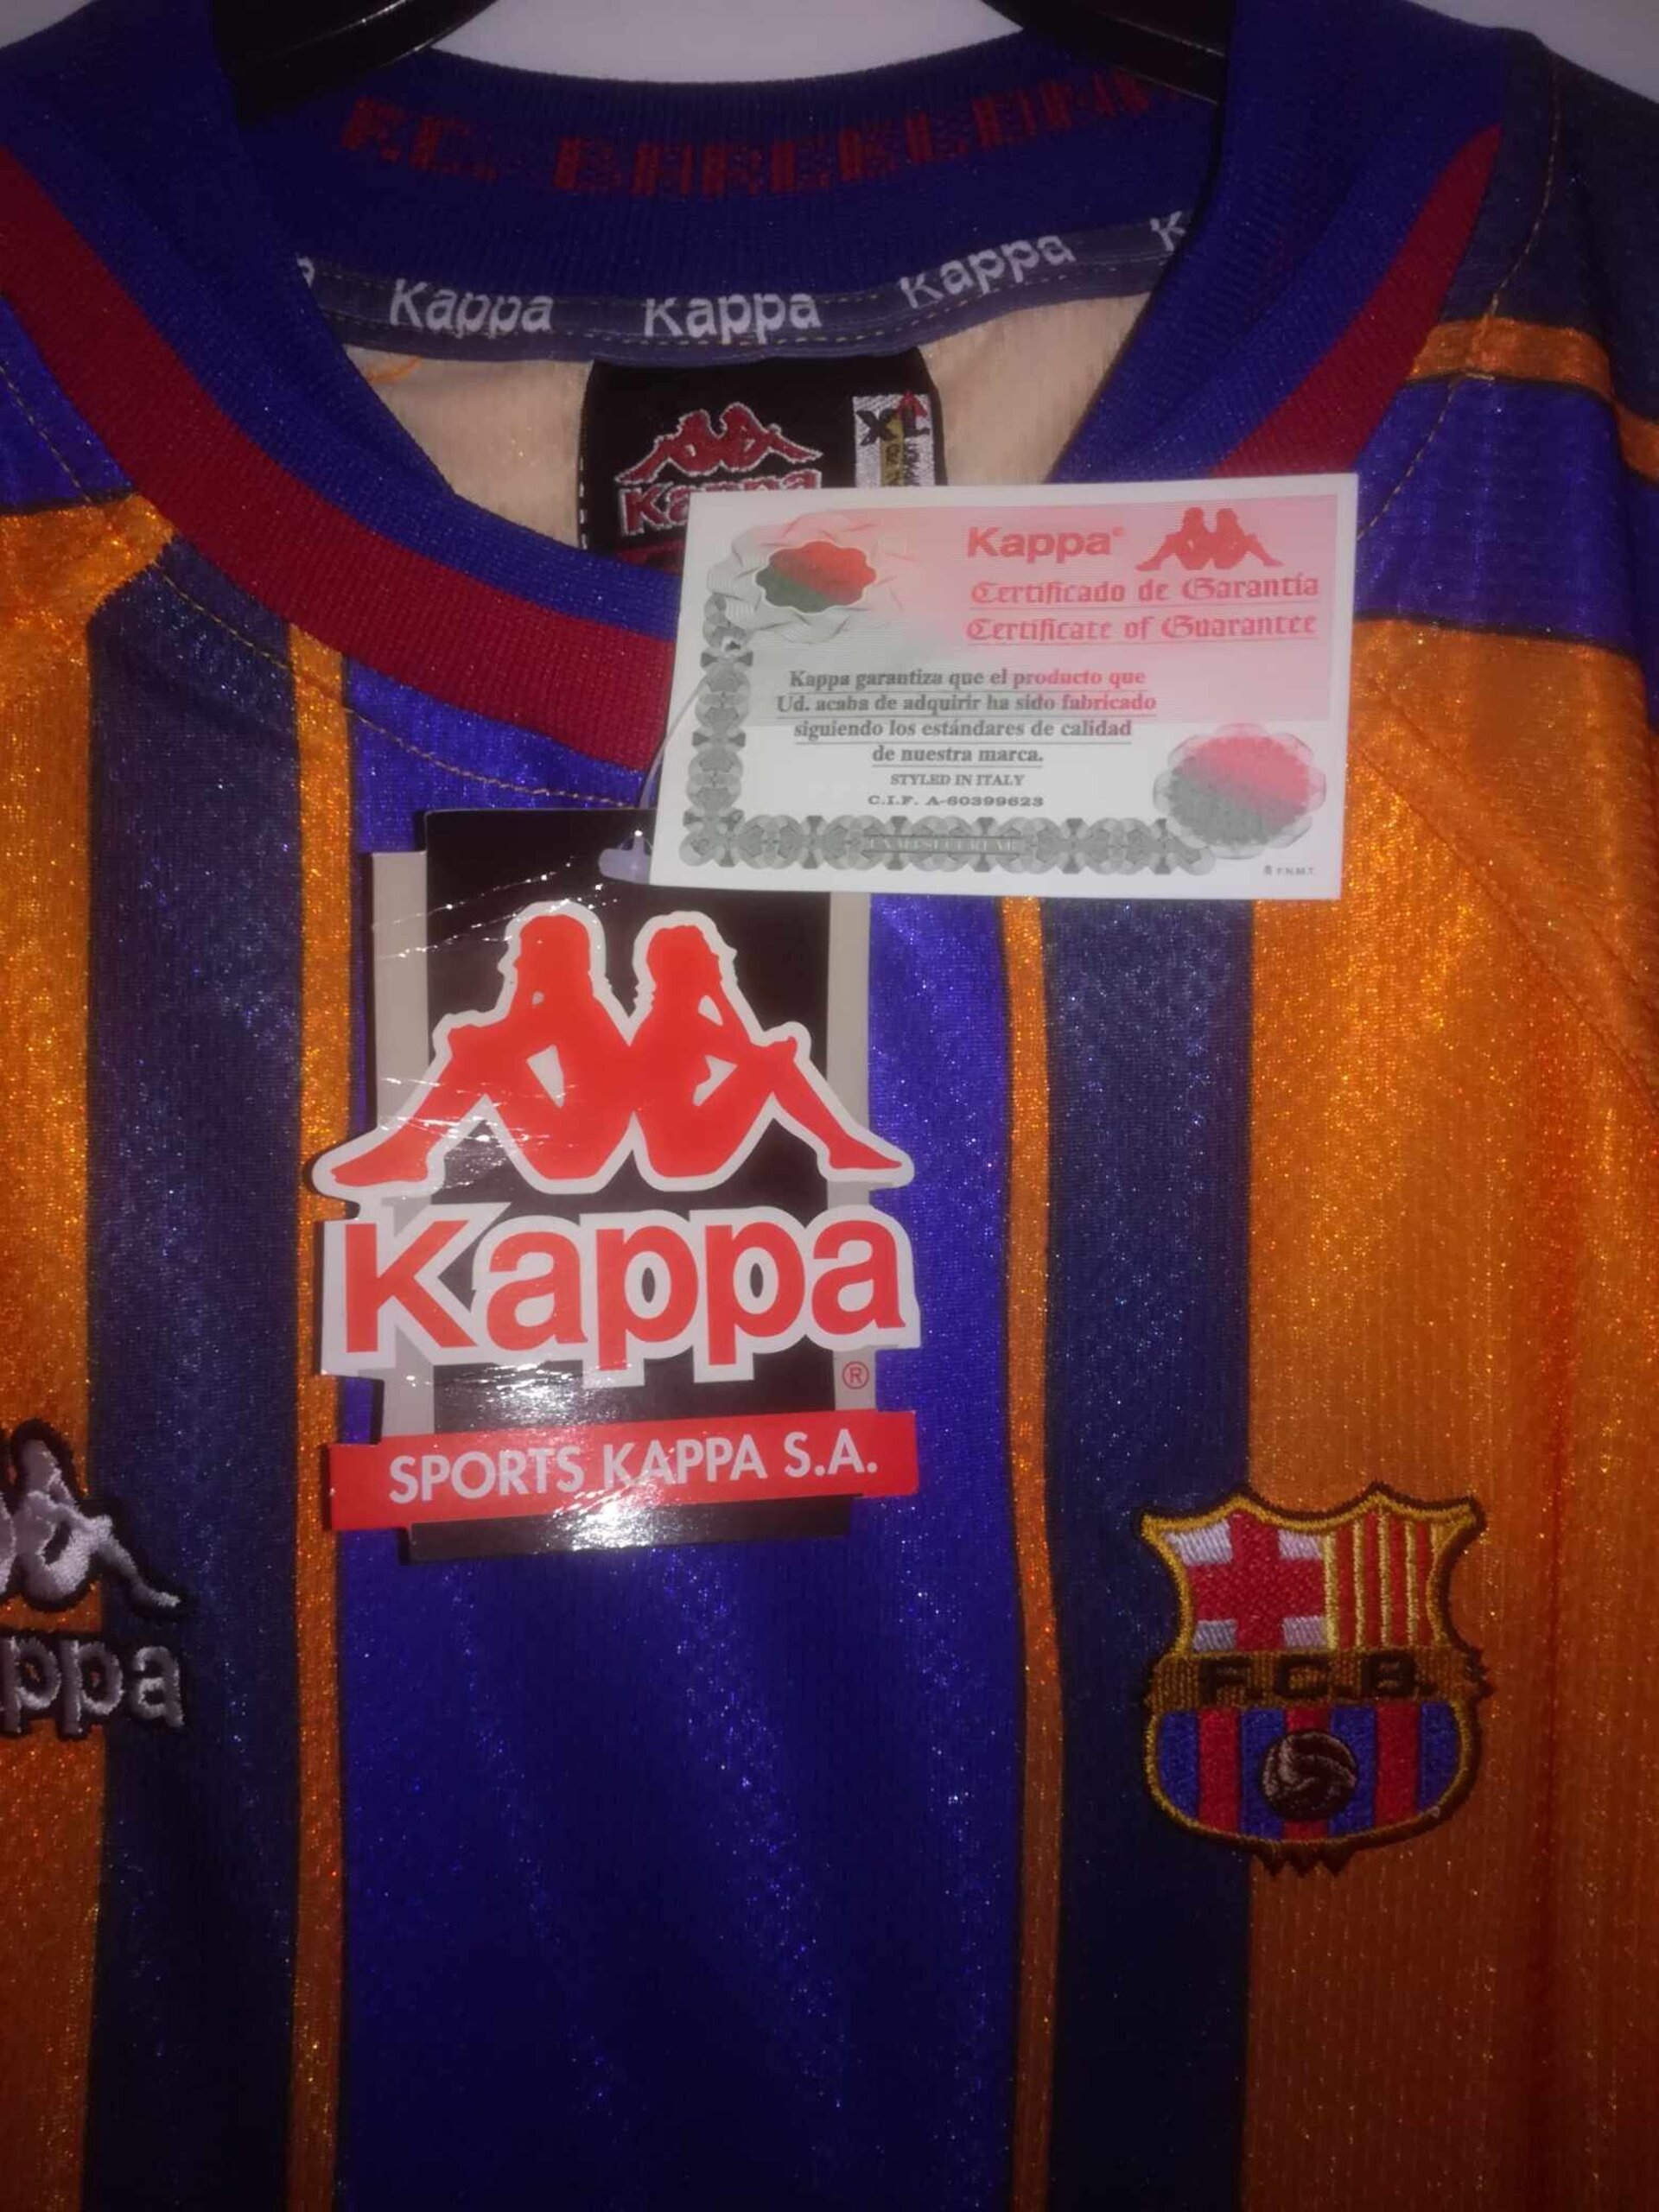 F.C. BARCELONA
Kappa Kappa Kappa K
Kappa
XL
Kappa®
Certificado de Garantía
Certificate of Guarantee
Kappa garantiza que el producto que
Ud. acaba de adquirir ha sido fabricado
siguiendo los estándares de calidad
de nuestra marca.
STYLED IN ITALY
C.I.F. A-60399623
F.N.M.T.
Kappa
®
SPORTS KAPPA S.A.
ppa
F.C.B.